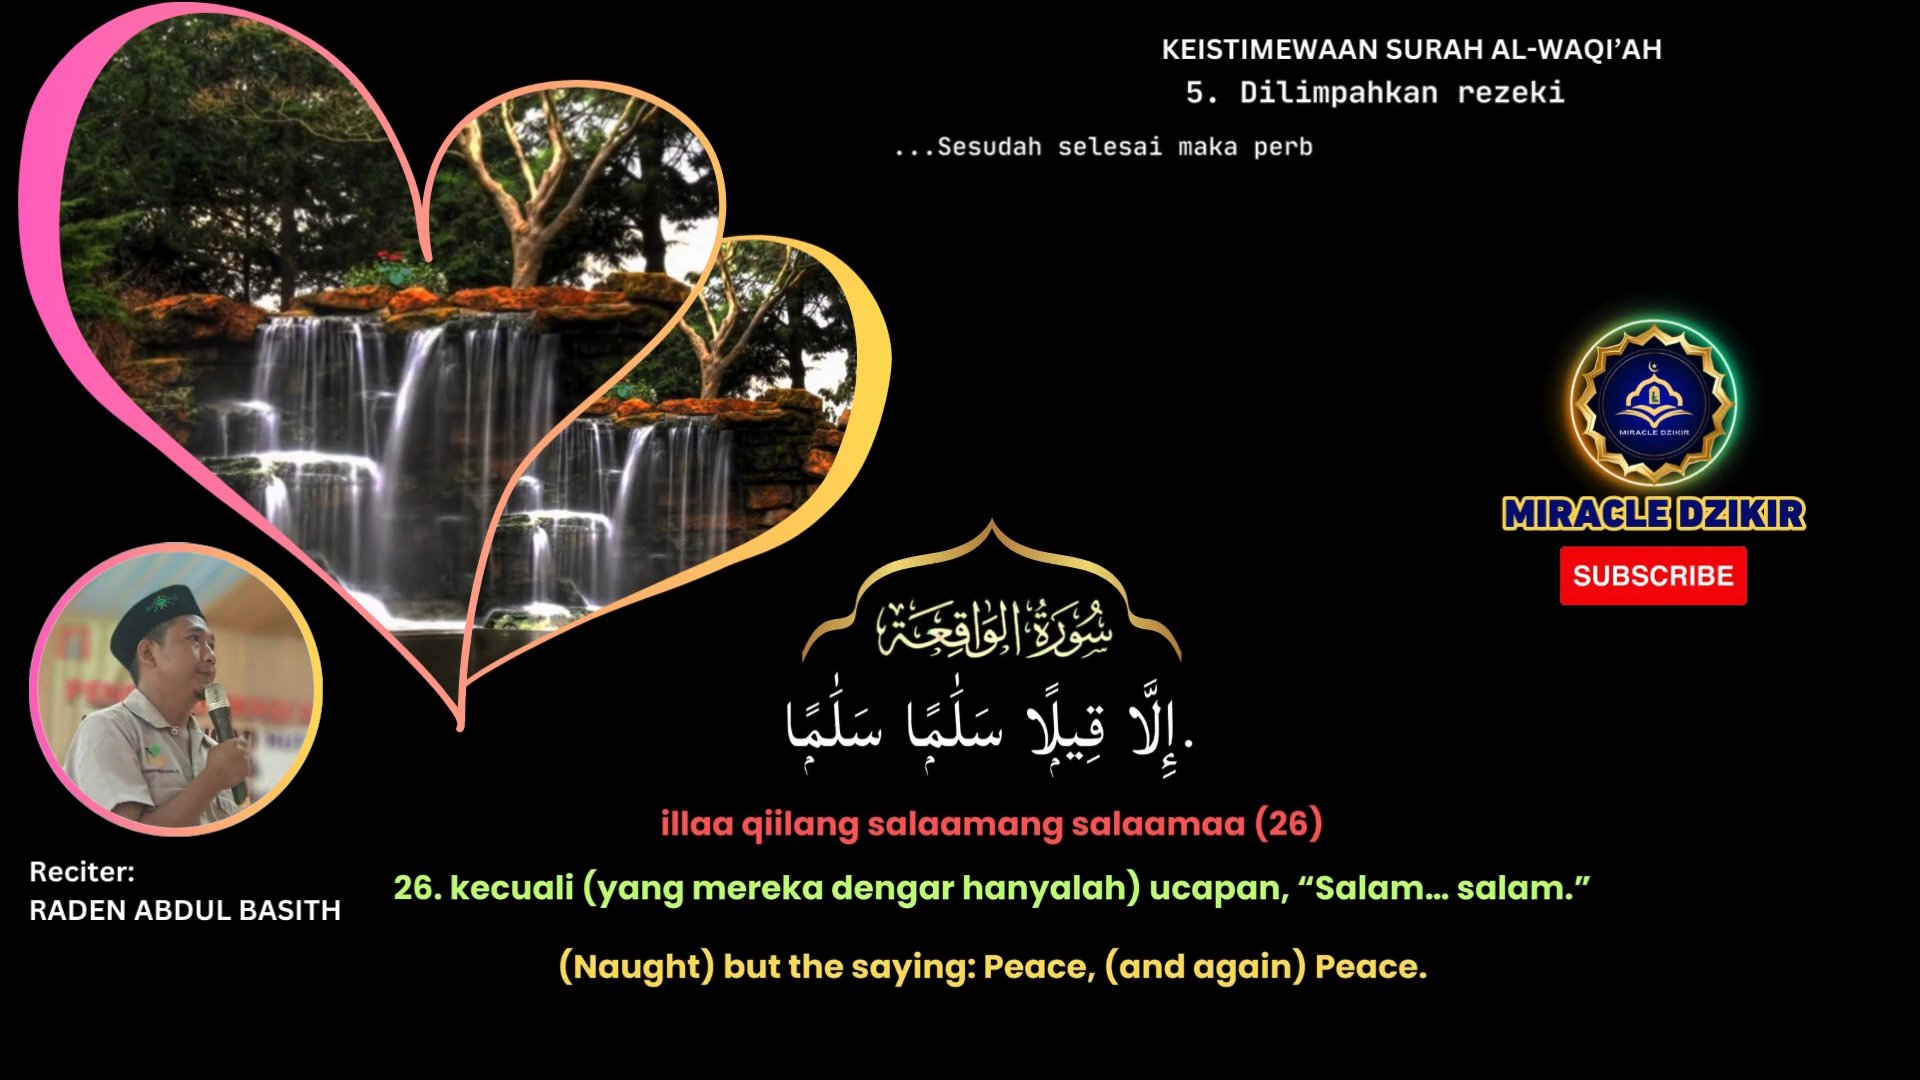 KEISTIMEWAAN SURAH AL-WAQI’AH
5. Dilimpahkan rezeki
...Sesudah selesai maka perb
MIRACLE DZIKIR
MIRACLE DZIKIR
SUBSCRIBE
سُورَةُ الوَاقِعَة
إِلَّا قِيلًۭا سَلَٰمًۭا سَلَٰمًۭا.
illaa qiilang salaamang salaamaa (26)
Reciter:
RADEN ABDUL BASITH
26. kecuali (yang mereka dengar hanyalah) ucapan, “Salam... salam.”
(Naught) but the saying: Peace, (and again) Peace.